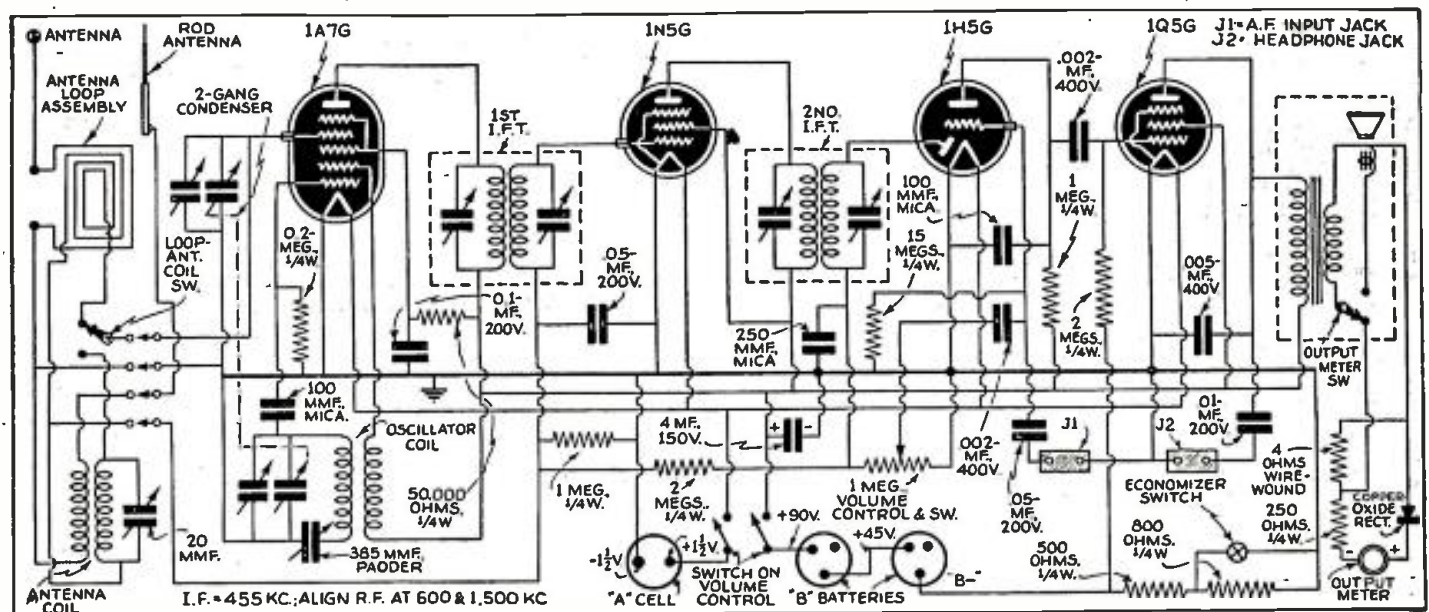 ANTENNA
ROD
ANTENNA
ANTENNA
LOOP
ASSEMBLY
2-GANG
CONDENSER
1A7G
1ST
I.F.T.
1N5G
2NO.
I.F.T.
1H5G
.002-
MF.,
400V.
1Q5G
J1=A.F. INPUT JACK
J2= HEADPHONE JACK
LOOP-
ANT.
COIL
SW.
0.2-
MEG.,
1/4W.
0.1-
MF.,
200V.
.05-
MF.,
200V.
100
MMF.,
MICA
15
MEGS.,
1/4W.
1
MEG.,
1/4W.
250
MMF.,
MICA
2
MEGS.,
1/4W.
.005-
MF.,
400V.
OUTPUT
METER
SW
100
MMF.,
MICA.
OSCILLATOR
COIL
50,000
OHMS,
1/4W
4 MF.,
150V.
+
-
.002-
MF.,
400V.
J1
J2
.01-
MF.,
200V.
4
OHMS
WIRE-
WOUND
1 MEG.,
1/4W.
2
MEGS.,
1/4W.
1 MEG.
VOLUME
CONTROL & SW.
.05-
MF.,
200V.
ECONOMIZER
SWITCH
250
OHMS.
1/4W.
COPPER-
OXIDE
RECT.
20
MMF.
385 MMF.
PADDER
-1½
V.
+1½V.
+90V.
+45V.
B-"
500
OHMS.,
1/4W.
800
OHMS.,
1/4W
-
+
OUTPUT
METER
ANTENNA
COIL
I.F.=455 KC.; ALIGN R.F. AT 600 & 1,500 KC
"A" CELL
SWITCH ON
VOLUME
CONTROL
"B" BATTERIES